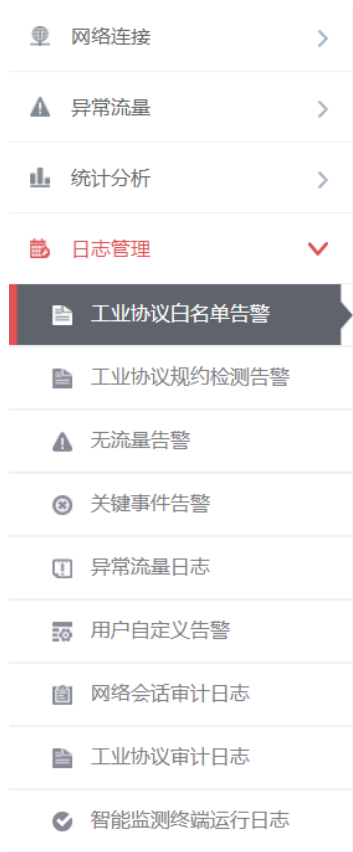 网络连接
异常流量
统计分析
日志管理
工业协议白名单告警
工业协议规约检测告警
无流量告警
关键事件告警
异常流量日志
用户自定义告警
网络会话审计日志
工业协议审计日志
智能监测终端运行日志